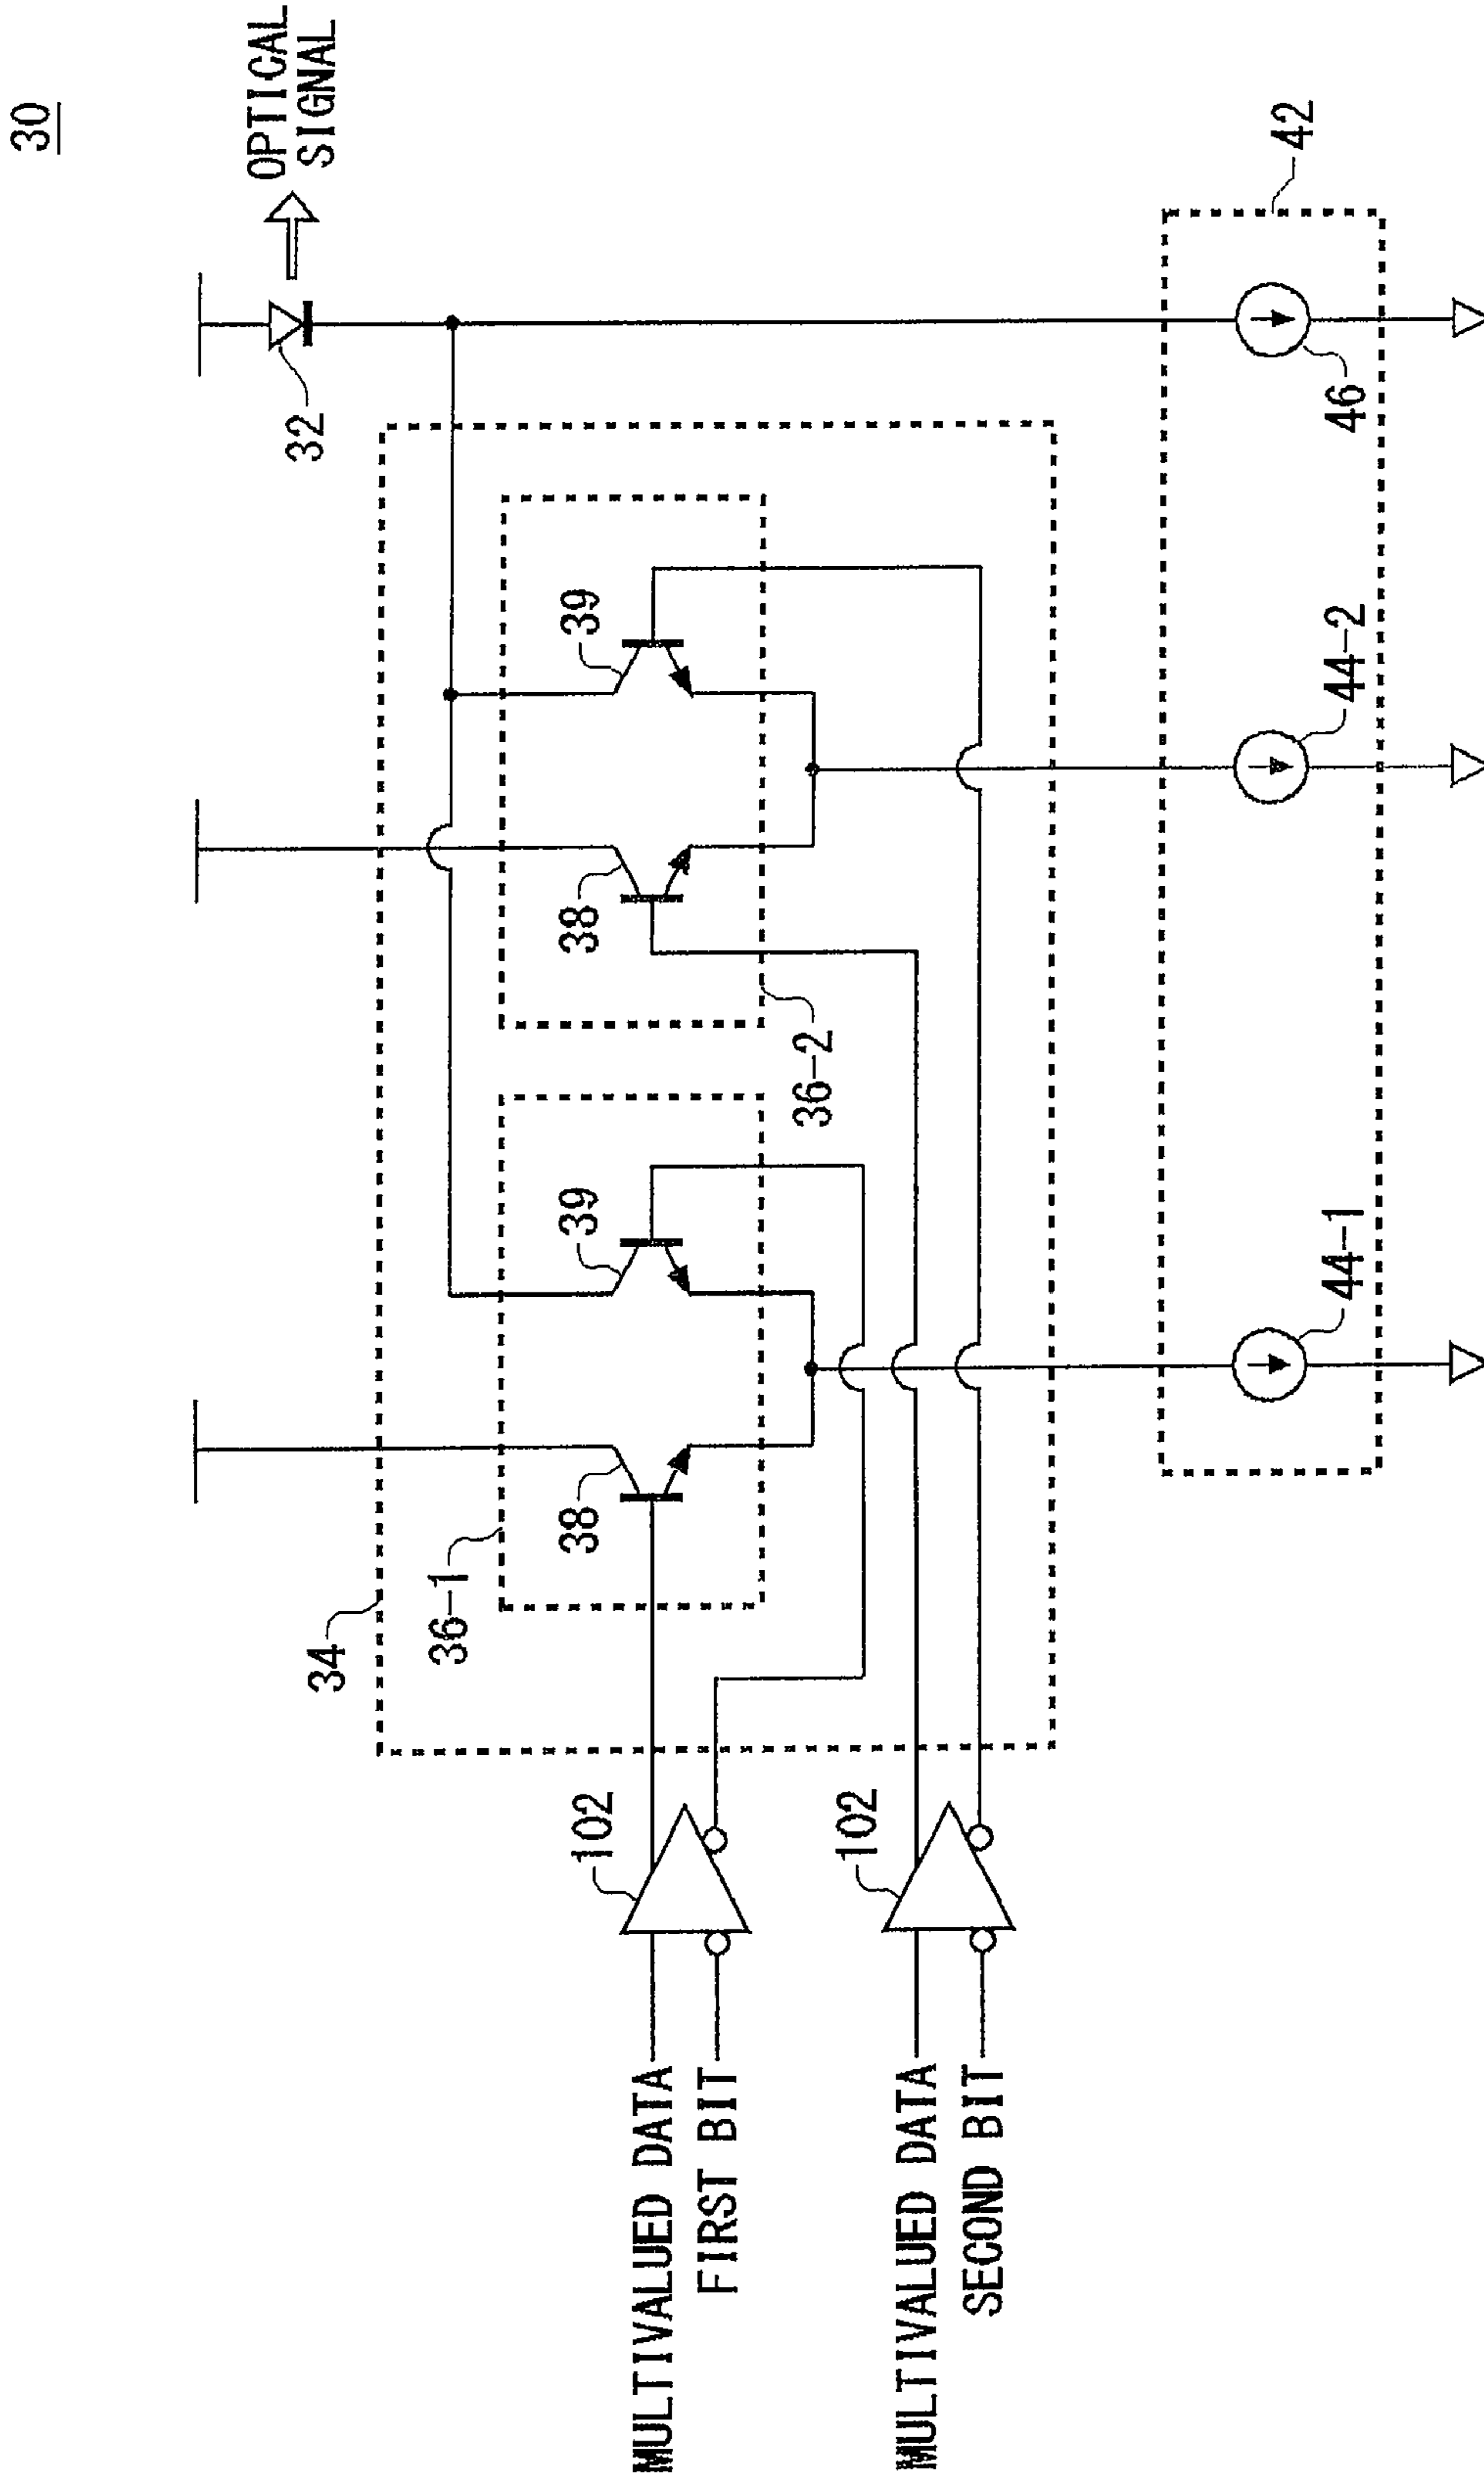 30
OPTICAL
SIGNAL
32
34
36-1
38
39
38
39
36-2
102
MULTIVALUED DATA
FIRST BIT
102
MULTIVALUED DATA
SECOND BIT
42
44-1
44-2
46